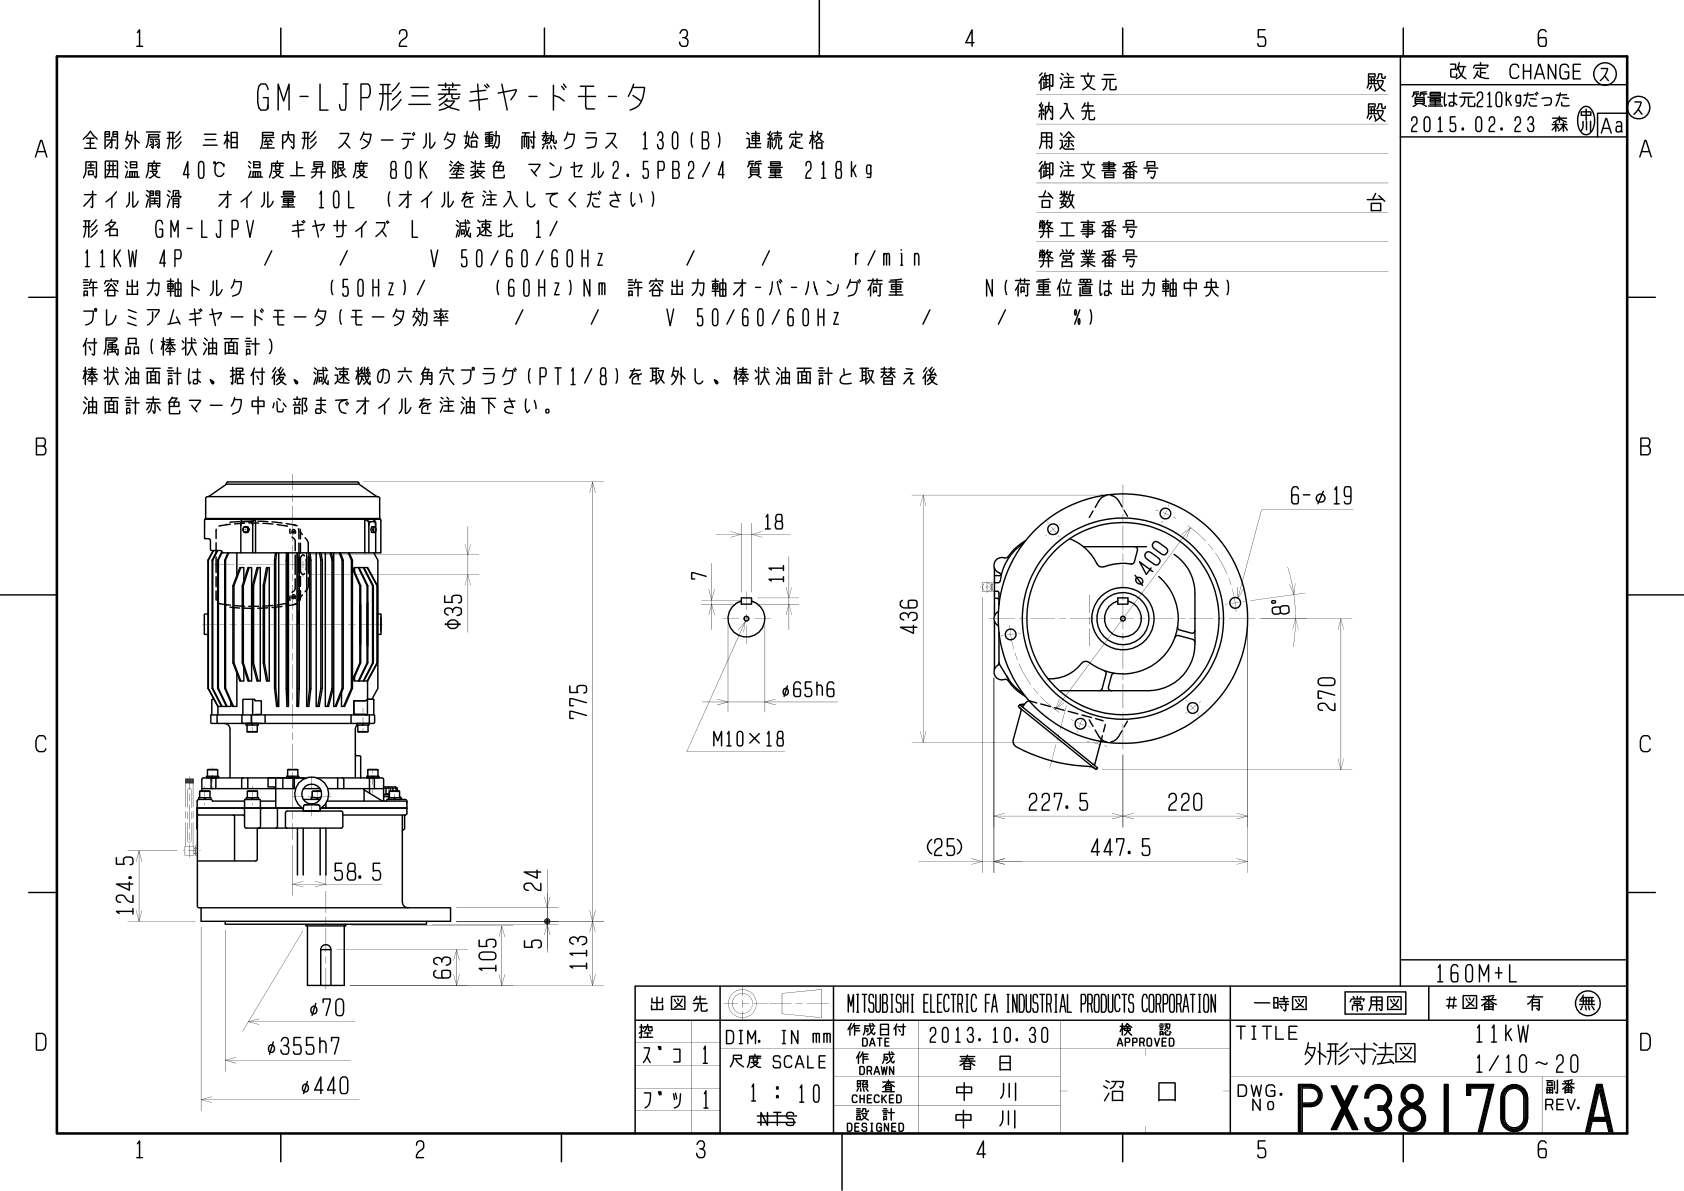 1 2 3 4 5 6
GM-LJP形三菱ギヤードモータ
全閉外扇形 三相 屋内形 スターデルタ始動 耐熱クラス 130(B) 連続定格
周囲温度 40℃ 温度上昇限度 80K 塗装色 マンセル2.5PB2/4 質量 218kg
オイル潤滑 オイル量 10L (オイルを注入してください)
形名 GM-LJPV ギヤサイズ L 減速比 1/
11KW 4P / / V 50/60/60Hz / / r/min
許容出力軸トルク (50Hz)/ (60Hz)Nm 許容出力軸オーバーハング荷重 N(荷重位置は出力軸中央)
プレミアムギヤードモータ(モータ効率 / / V 50/60/60Hz / / %)
付属品(棒状油面計)
棒状油面計は、据付後、減速機の六角穴プラグ(PT1/8)を取外し、棒状油面計と取替え後
油面計赤色マーク中心部までオイルを注油下さい。
御注文元 殿
納入先 殿
用途
御注文書番号
台数 台
弊工事番号
弊営業番号
改定 CHANGE ス
質量は元210kgだった
2015.02.23 森 中川 Aa
ス
A A
B B
C C
D D
φ35
775
124.5
58.5
24
5
113
105
63
φ70
φ355h7
φ440
18
7
11
φ65h6
M10×18
6-φ19
φ400
436
8°
270
227.5 220
(25) 447.5
160M+L
出図先
MITSUBISHI ELECTRIC FA INDUSTRIAL PRODUCTS CORPORATION
一時図 常用図 #図番 有 無
控
スﾞコ 1
フﾞツ 1
DIM. IN mm
尺度 SCALE
1 : 10
NTS
作成日付 DATE 2013.10.30
作成 DRAWN 春日
照査 CHECKED 中川
設計 DESIGNED 中川
検認 APPROVED
沼口
TITLE 11kW
外形寸法図 1/10~20
DWG. No PX38170 副番 REV. A
1 2 3 4 5 6